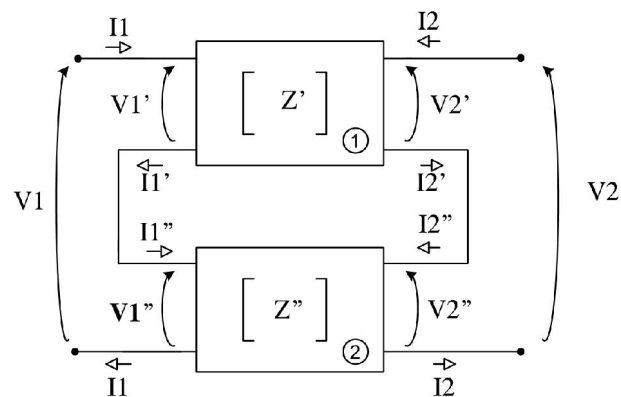 I1
I2
V1’
[ Z’ ]
V2’
1
I1’
I2’
V1
V2
I1”
I2”
V1”
[ Z” ]
V2”
2
I1
I2